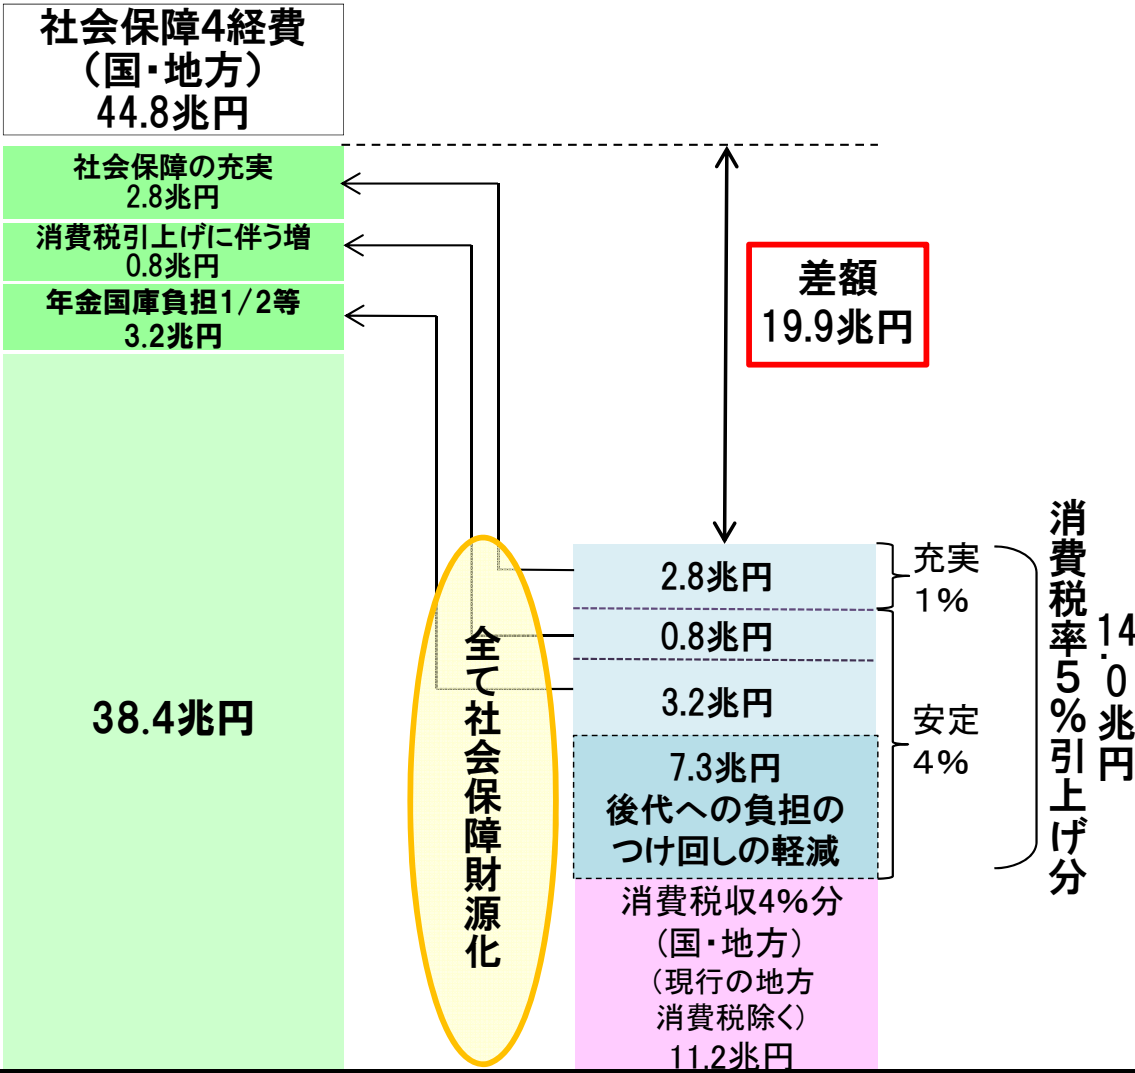 社会保障4経費
（国・地方）
44.8兆円
社会保障の充実
2.8兆円
消費税引上げに伴う増
0.8兆円
年金国庫負担1/2等
3.2兆円
38.4兆円
全て社会保障財源化
差額
19.9兆円
2.8兆円
0.8兆円
3.2兆円
7.3兆円
後代への負担の
つけ回しの軽減
消費税収4%分
（国・地方）
（現行の地方
消費税除く）
11.2兆円
充実
1%
安定
4%
消費税率5%引上げ分
14.0兆円